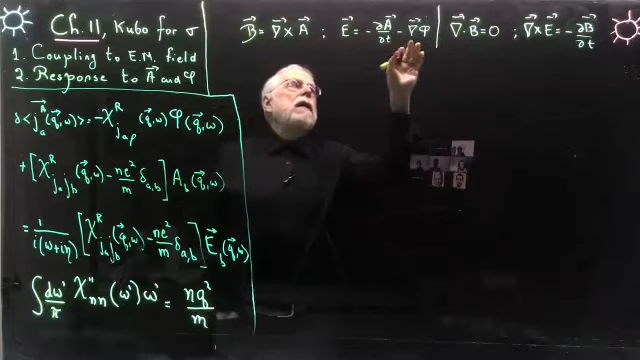 Ch.11, Kubo for σ
1. Coupling to E.M. field
2. Response to A⃗ and φ
B⃗ = ∇⃗ × A⃗ ; E⃗ = -∂A⃗/∂t - ∇⃗φ | ∇⃗·B⃗ = 0 ; ∇⃗×E⃗ = -∂B⃗/∂t
δ<j_a^A⃗(q⃗,ω)> = -χ^R_{j_a ρ}(q⃗,ω) φ(q⃗,ω)
+ [χ^R_{j_a j_b}(q⃗,ω) - ne²/m δ_{a,b}] A_b(q⃗,ω)
= 1/i(ω+iη) [χ^R_{j_a j_b}(q⃗,ω) - ne²/m δ_{a,b}] E⃗_b(q⃗,ω)
∫ dω'/π χ''_{nn}(ω') ω' = nq²/m